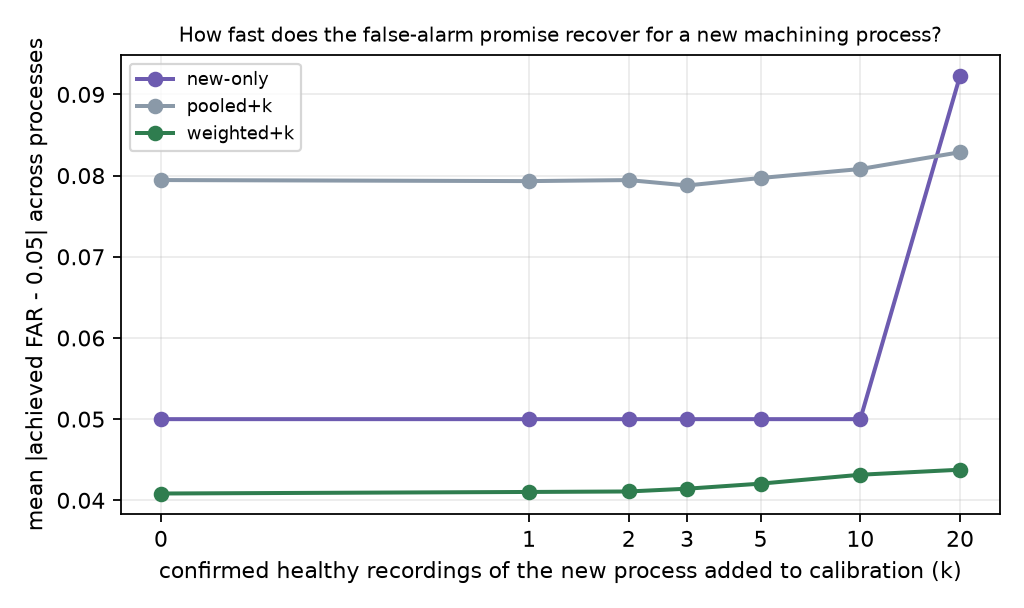 How fast does the false-alarm promise recover for a new machining process?
new-only
pooled+k
weighted+k
mean |achieved FAR - 0.05| across processes
0.09
0.08
0.07
0.06
0.05
0.04
0 1 2 3 5 10 20
confirmed healthy recordings of the new process added to calibration (k)